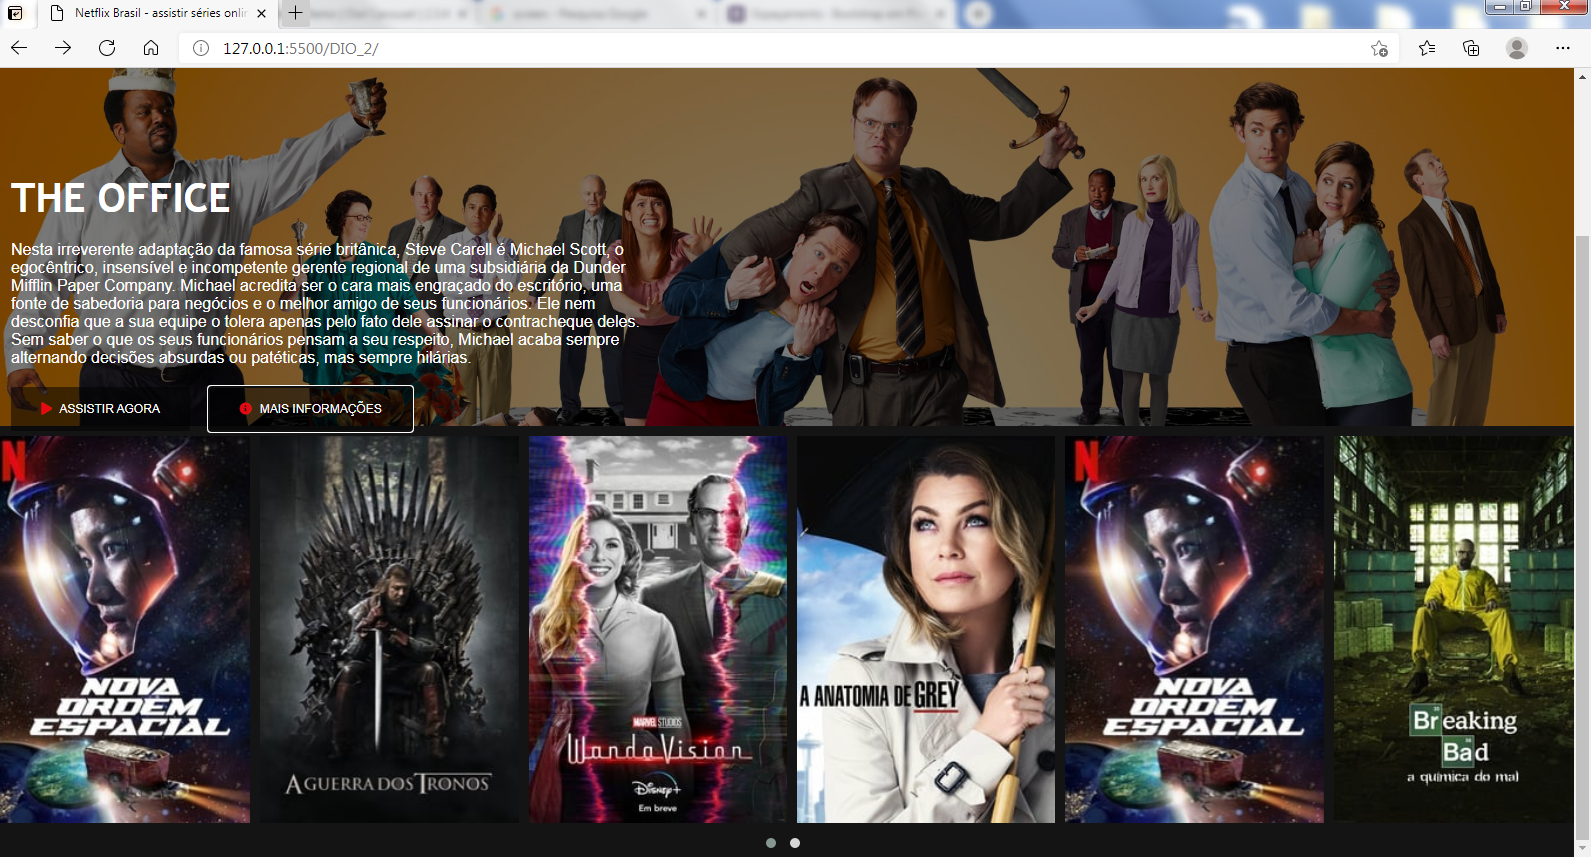 Netflix Brasil - assistir séries onlin
127.0.0.1:5500/DIO_2/
THE OFFICE
Nesta irreverente adaptação da famosa série britânica, Steve Carell é Michael Scott, o
egocêntrico, insensível e incompetente gerente regional de uma subsidiária da Dunder
Mifflin Paper Company. Michael acredita ser o cara mais engraçado do escritório, uma
fonte de sabedoria para negócios e o melhor amigo de seus funcionários. Ele nem
desconfia que a sua equipe o tolera apenas pelo fato dele assinar o contracheque deles.
Sem saber o que os seus funcionários pensam a seu respeito, Michael acaba sempre
alternando decisões absurdas ou patéticas, mas sempre hilárias.
ASSISTIR AGORA
MAIS INFORMAÇÕES
N
NOVA
ORDEM
ESPACIAL
A GUERRA DOS TRONOS
MARVEL STUDIOS
WandaVision
Disney+
Em breve
A ANATOMIA DE GREY
N
NOVA
ORDEM
ESPACIAL
Breaking
Bad
a química do mal